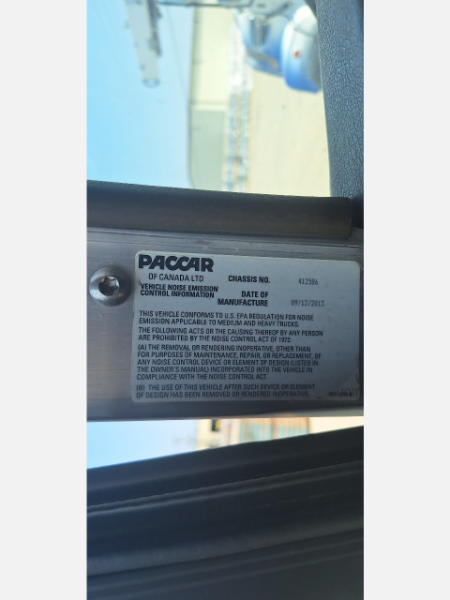 PACCAR
OF CANADA LTD
CHASSIS NO.
VEHICLE NOISE EMISSION
CONTROL INFORMATION
DATE OF
MANUFACTURE 09/12/2013
THIS VEHICLE CONFORMS TO U.S. EPA REGULATION FOR NOISE
EMISSION APPLICABLE TO MEDIUM AND HEAVY TRUCKS.
THE FOLLOWING ACTS OR THE CAUSING THEREOF BY ANY PERSON
ARE PROHIBITED BY THE NOISE CONTROL ACT OF 1972.
(A) THE REMOVAL OR RENDERING INOPERATIVE, OTHER THAN
FOR PURPOSES OF MAINTENANCE, REPAIR, OR REPLACEMENT, OF
ANY NOISE CONTROL DEVICE OR ELEMENT OF DESIGN (LISTED IN
THE OWNER'S MANUAL) INCORPORATED INTO THE VEHICLE IN
COMPLIANCE WITH THE NOISE CONTROL ACT.
(B) THE USE OF THIS VEHICLE AFTER SUCH DEVICE OR ELEMENT
OF DESIGN HAS BEEN REMOVED OR RENDERED INOPERATIVE.